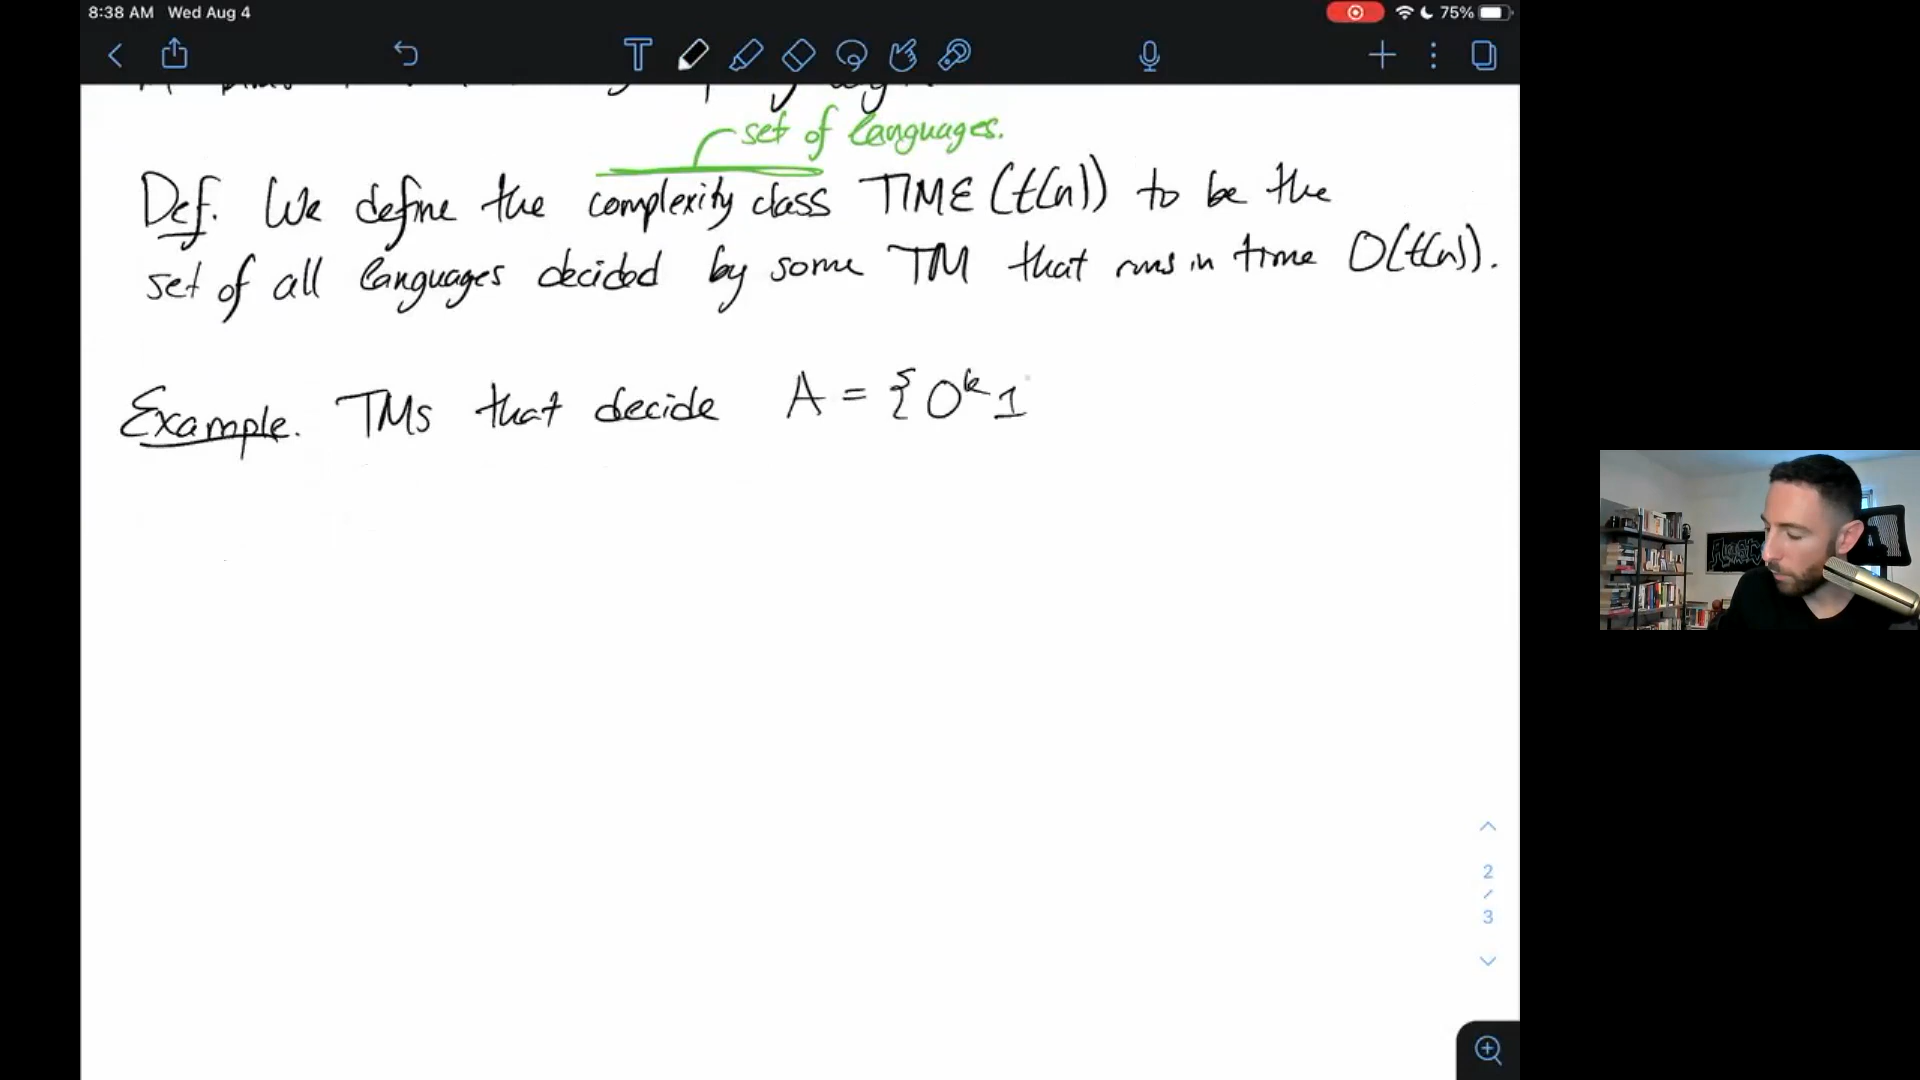 8:38 AM Wed Aug 4
75%
set of languages.
Def. We define the complexity class TIME (t(n)) to be the
set of all languages decided by some TM that runs in time O(t(n)).
Example. TMs that decide A = {0ᵏ1
2
/
3